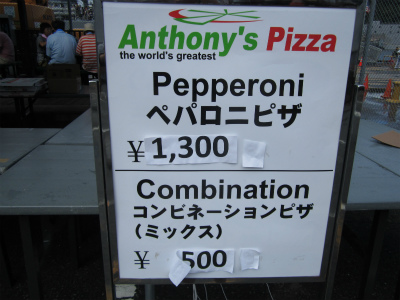 Anthony's Pizza
the world's greatest
Pepperoni
ペパロニピザ
¥ 1,300
Combination
コンビネーションピザ
(ミックス)
¥ 500